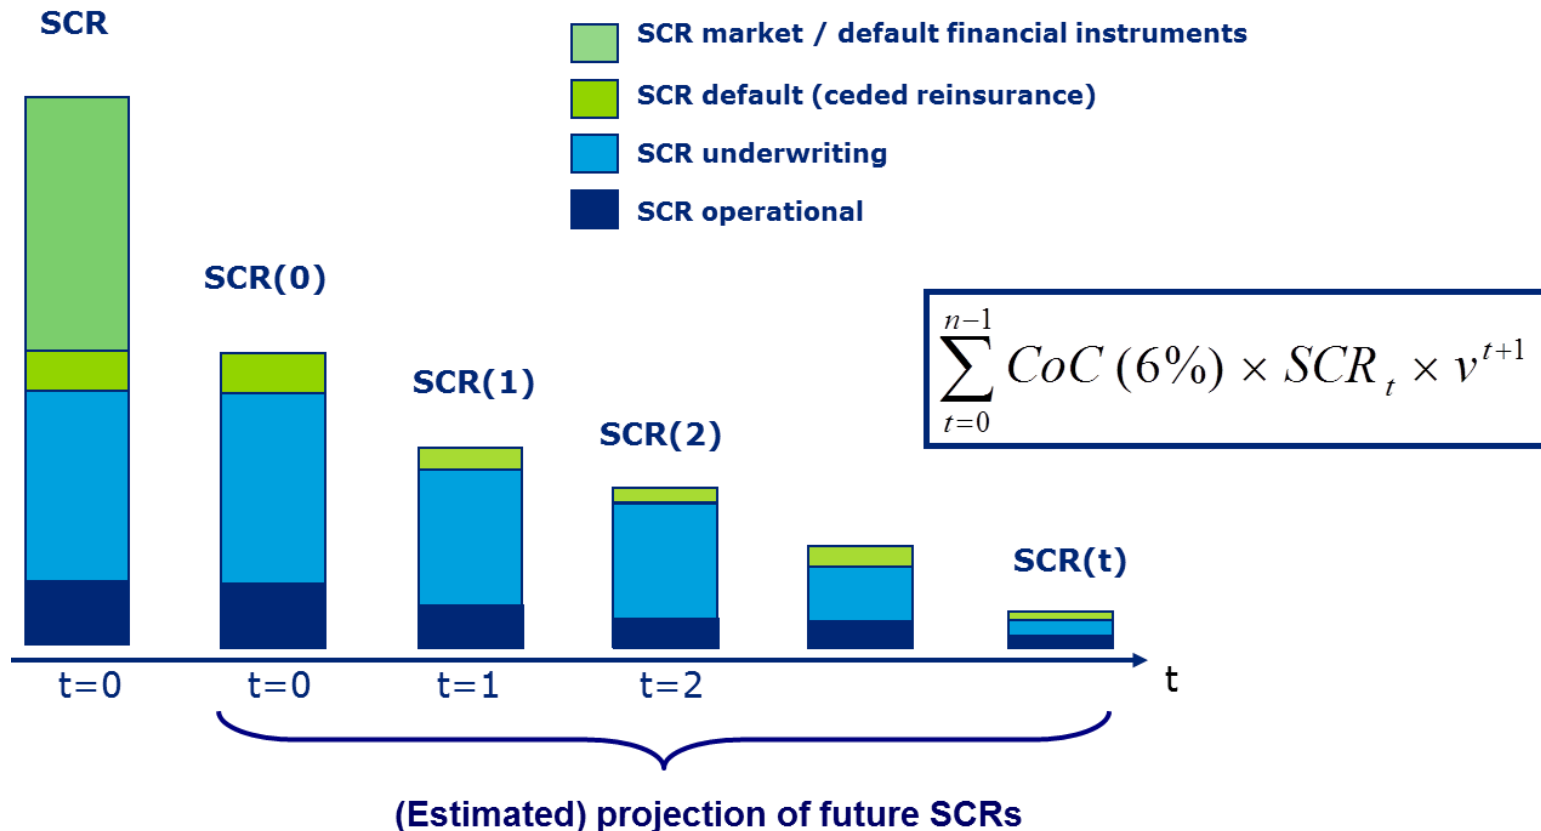 SCR
SCR market / default financial instruments
SCR default (ceded reinsurance)
SCR underwriting
SCR operational
SCR(0)
SCR(1)
SCR(2)
SCR(t)
n−1
∑ CoC (6%) × SCR t × v t+1
t=0
t=0
t=0
t=1
t=2
t
(Estimated) projection of future SCRs